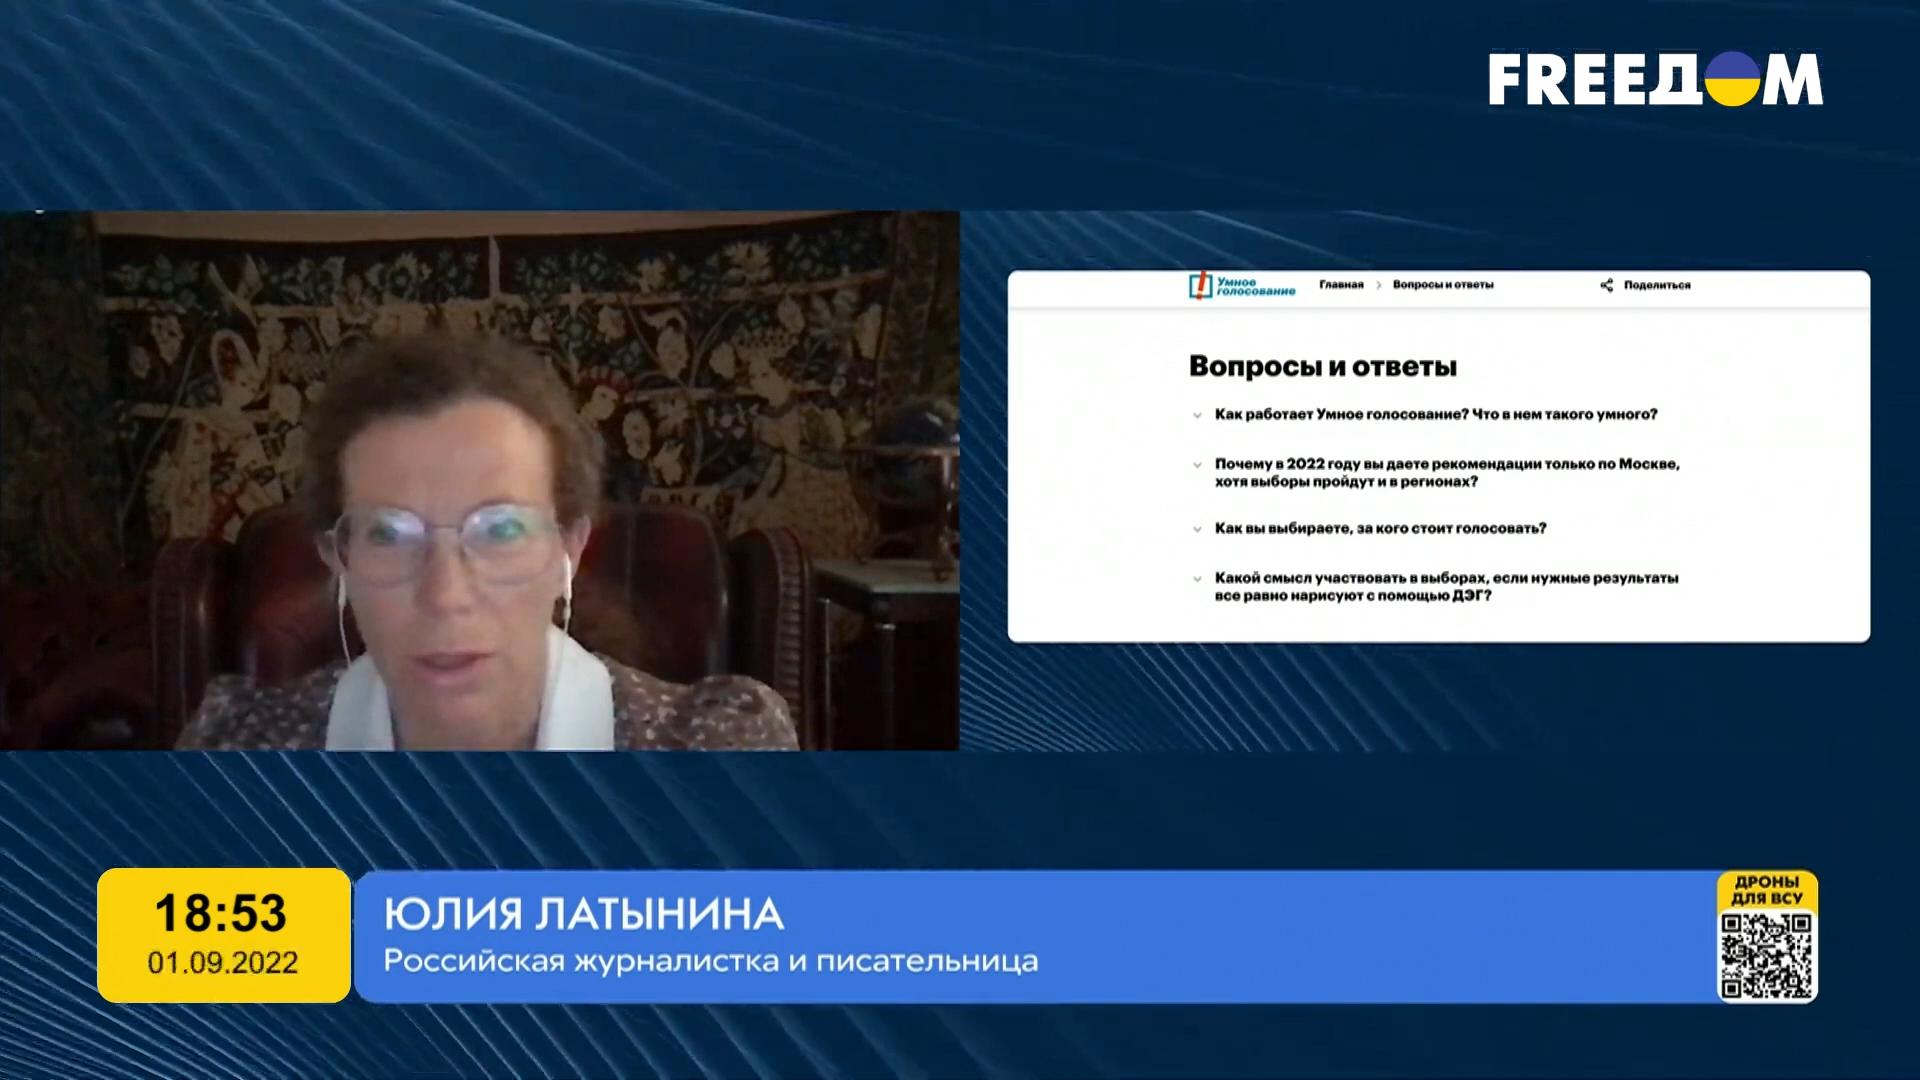 FREEДOM
Умное
голосование
Главная
Вопросы и ответы
Поделиться
Вопросы и ответы
Как работает Умное голосование? Что в нем такого умного?
Почему в 2022 году вы даете рекомендации только по Москве,
хотя выборы пройдут и в регионах?
Как вы выбираете, за кого стоит голосовать?
Какой смысл участвовать в выборах, если нужные результаты
все равно нарисуют с помощью ДЭГ?
18:53
01.09.2022
ЮЛИЯ ЛАТЫНИНА
Российская журналистка и писательница
ДРОНЫ
ДЛЯ ВСУ